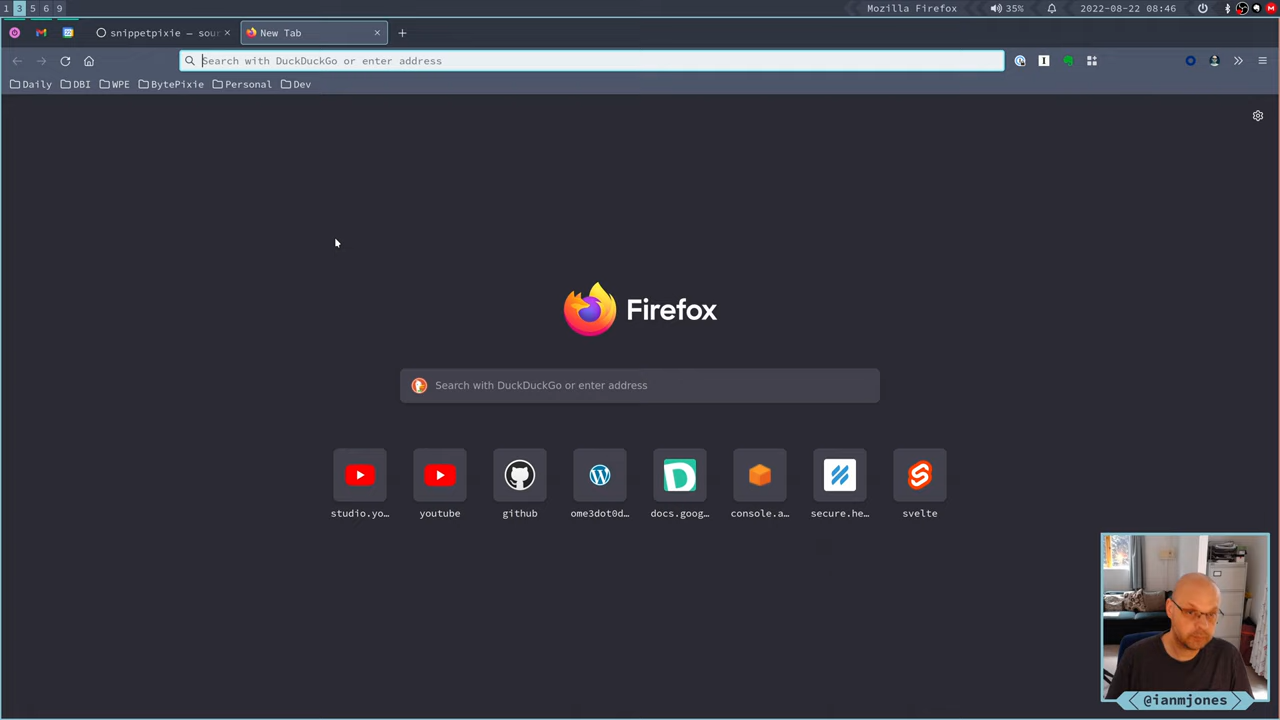 1 3 5 6 9
Mozilla Firefox 35% 2022-08-22 08:46
snippetpixie — sour
New Tab
Search with DuckDuckGo or enter address
Daily DBI WPE BytePixie Personal Dev
Firefox
Search with DuckDuckGo or enter address
studio.yo... youtube github ome3dot0d... docs.goog... console.a... secure.he... svelte
@ianmjones